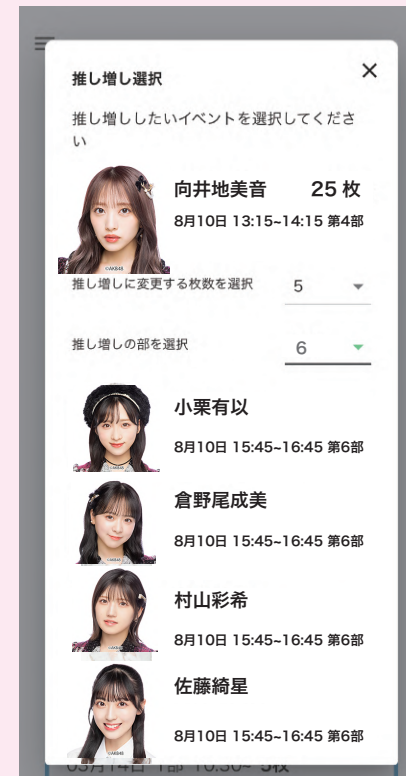 推し増し選択
推し増ししたいイベントを選択してくださ
い
向井地美音 25 枚
8月10日 13:15~14:15 第4部
©AKB48
推し増しに変更する枚数を選択 5
推し増しの部を選択 6
小栗有以
8月10日 15:45~16:45 第6部
©AKB48
倉野尾成美
8月10日 15:45~16:45 第6部
©AKB48
村山彩希
8月10日 15:45~16:45 第6部
佐藤綺星
8月10日 15:45~16:45 第6部
©AKB48